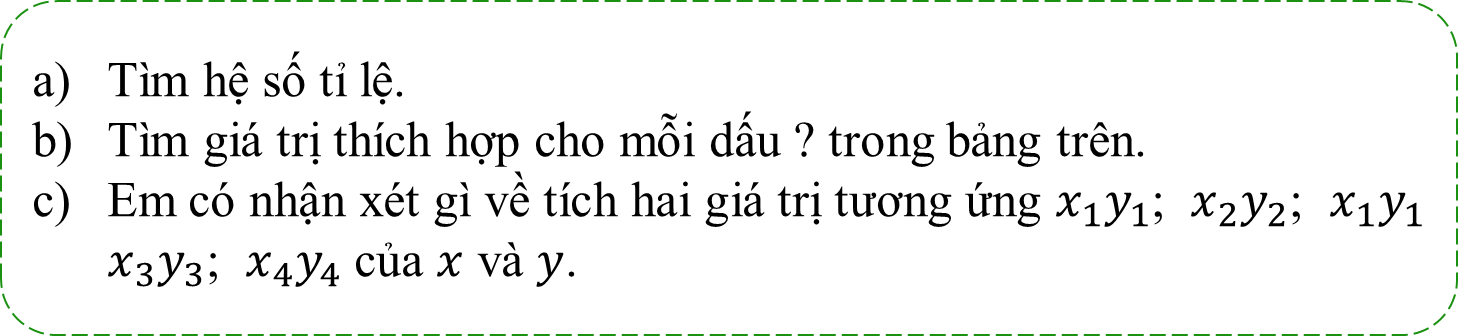 a) Tìm hệ số tỉ lệ.
b) Tìm giá trị thích hợp cho mỗi dấu ? trong bảng trên.
c) Em có nhận xét gì về tích hai giá trị tương ứng x₁y₁; x₂y₂; x₁y₁
x₃y₃; x₄y₄ của x và y.